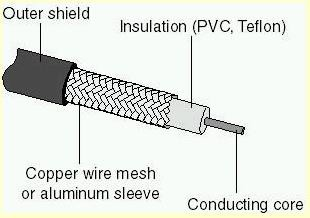 Outer shield
Insulation (PVC, Teflon)
Copper wire mesh
or aluminum sleeve
Conducting core